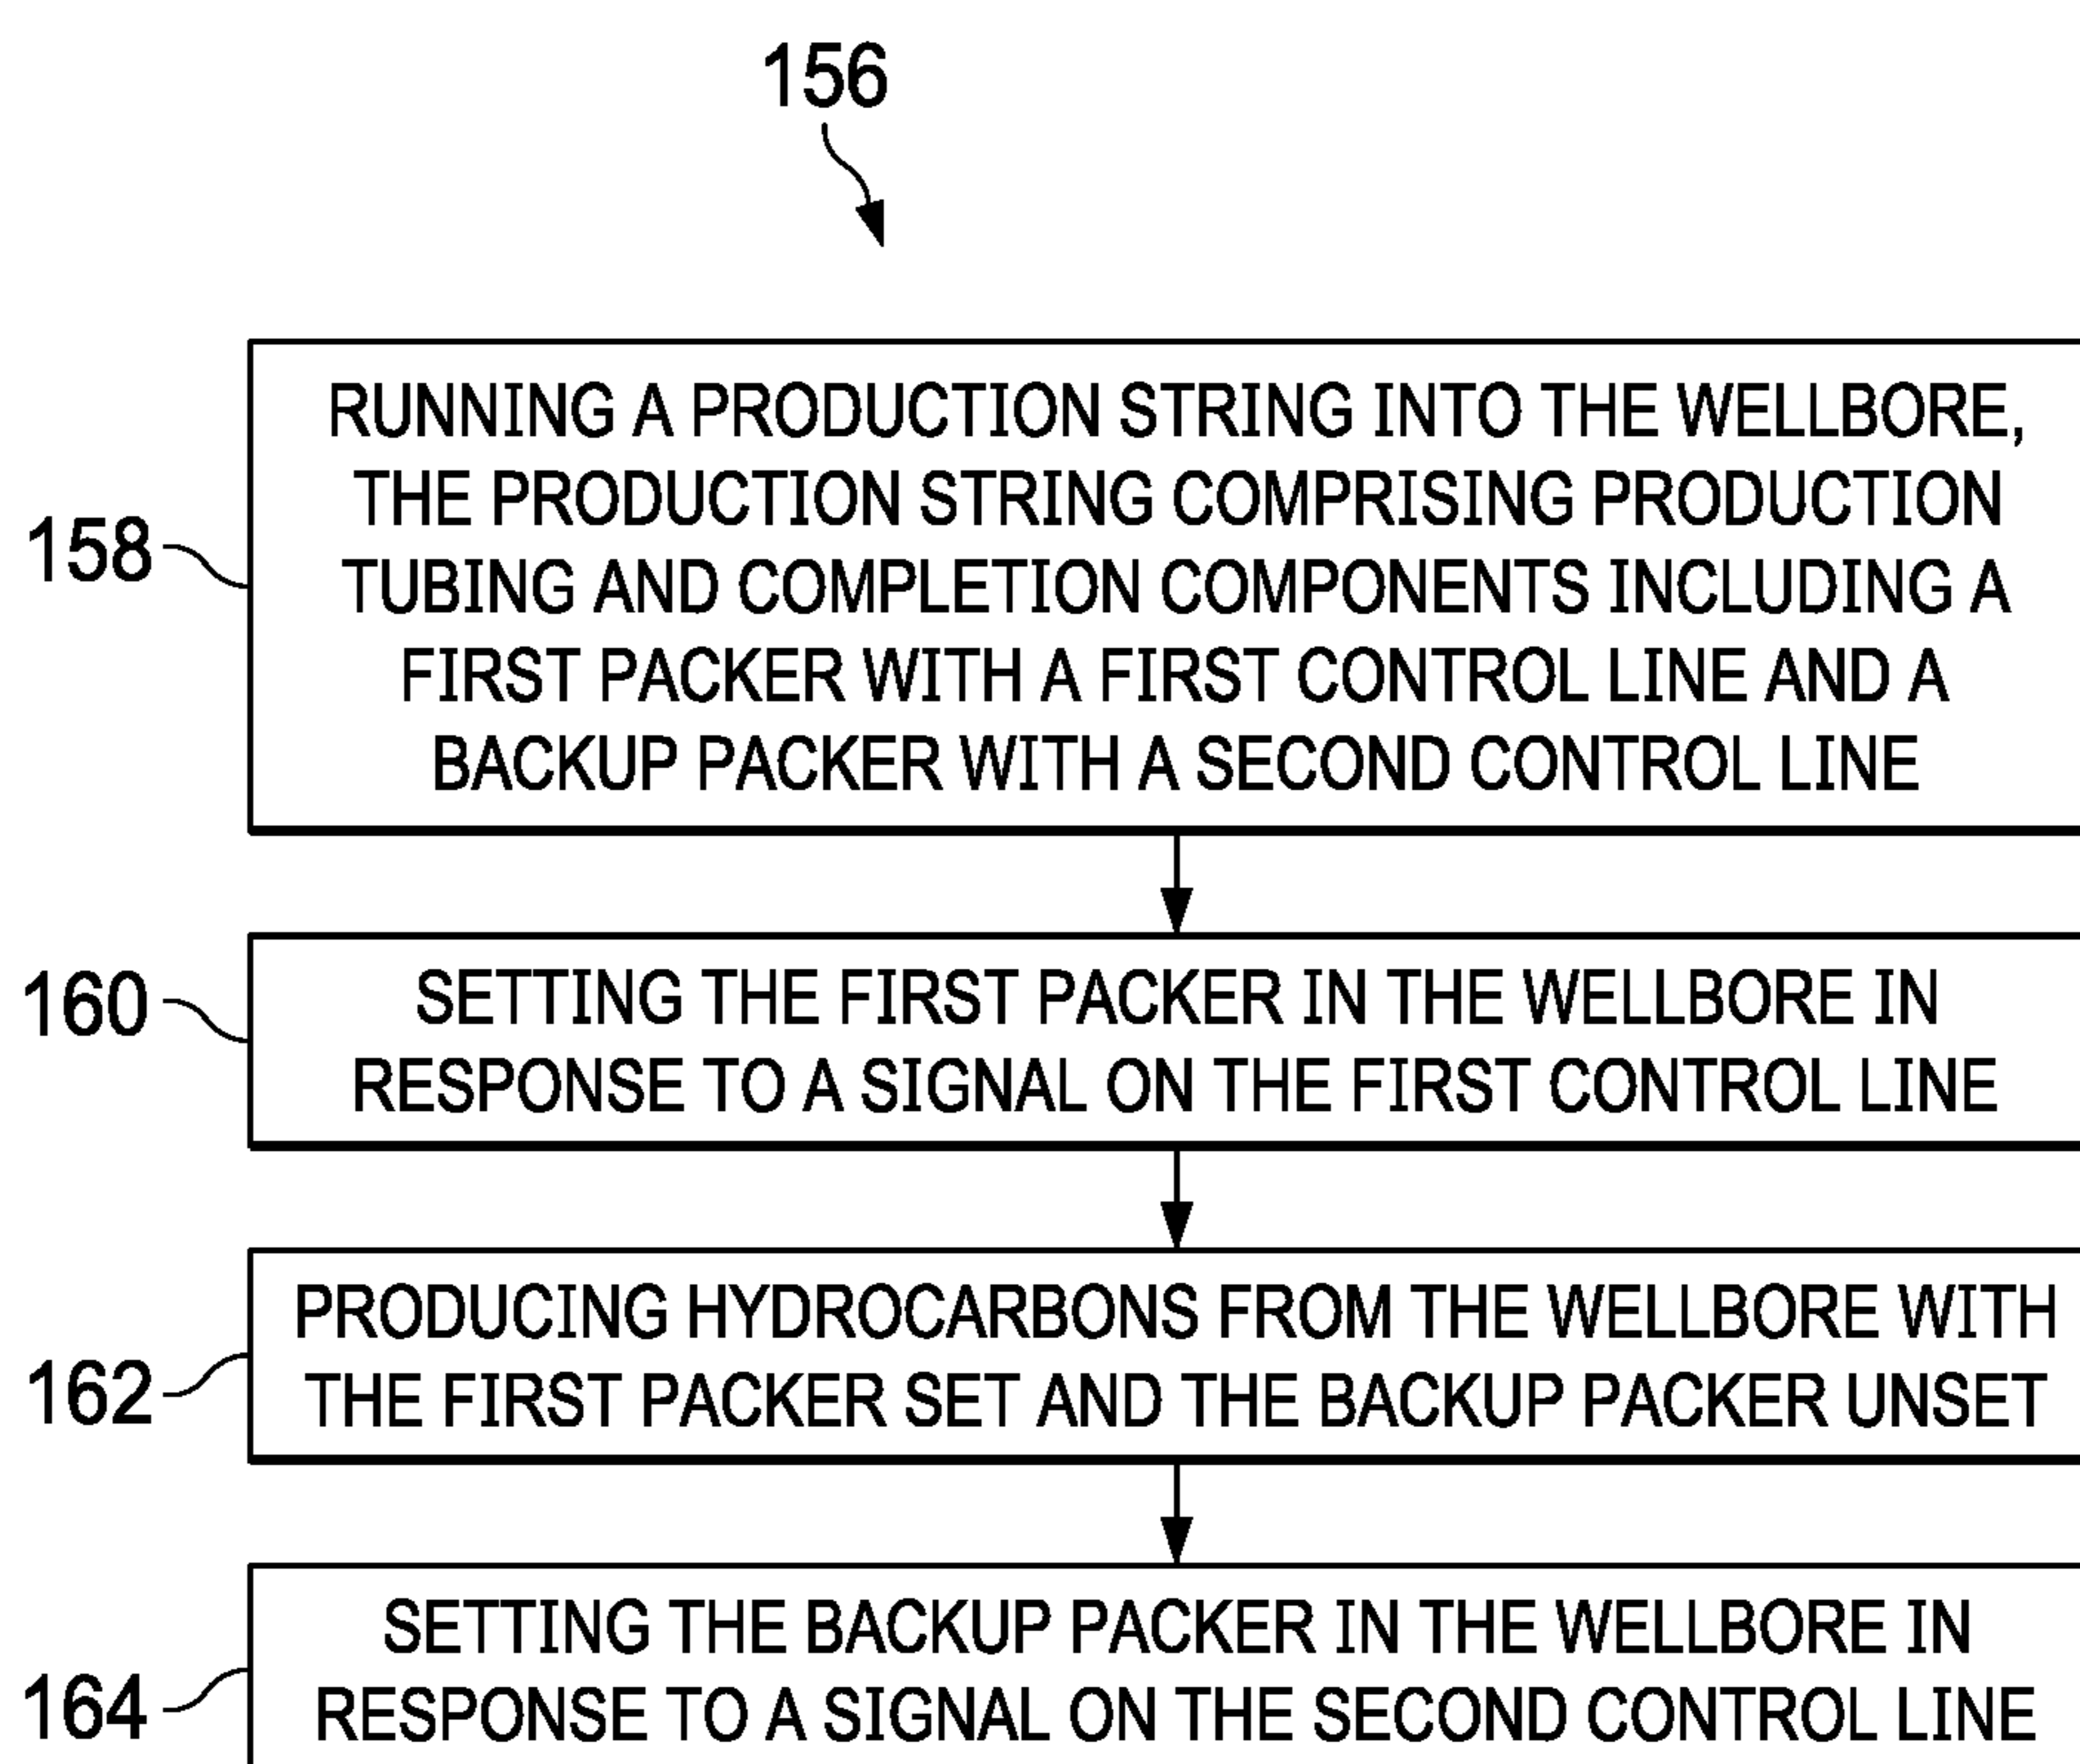 156
158
RUNNING A PRODUCTION STRING INTO THE WELLBORE,
THE PRODUCTION STRING COMPRISING PRODUCTION
TUBING AND COMPLETION COMPONENTS INCLUDING A
FIRST PACKER WITH A FIRST CONTROL LINE AND A
BACKUP PACKER WITH A SECOND CONTROL LINE
160
SETTING THE FIRST PACKER IN THE WELLBORE IN
RESPONSE TO A SIGNAL ON THE FIRST CONTROL LINE
162
PRODUCING HYDROCARBONS FROM THE WELLBORE WITH
THE FIRST PACKER SET AND THE BACKUP PACKER UNSET
164
SETTING THE BACKUP PACKER IN THE WELLBORE IN
RESPONSE TO A SIGNAL ON THE SECOND CONTROL LINE